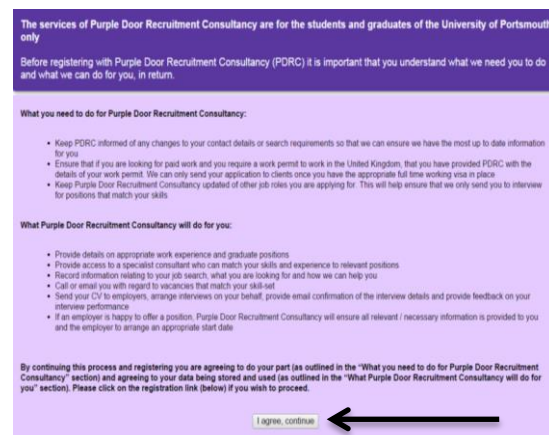 The services of Purple Door Recruitment Consultancy are for the students and graduates of the University of Portsmouth
only
Before registering with Purple Door Recruitment Consultancy (PDRC) it is important that you understand what we need you to do
and what we can do for you, in return.
What you need to do for Purple Door Recruitment Consultancy:
• Keep PDRC informed of any changes to your contact details or search requirements so that we can ensure we have the most up to date information
for you
• Ensure that if you are looking for paid work and you require a work permit to work in the United Kingdom, that you have provided PDRC with the
details of your work permit. We can only send your application to clients once you have the appropriate full time working visa in place
• Keep Purple Door Recruitment Consultancy updated of other job roles you are applying for. This will help ensure that we only send you to interview
for positions that match your skills
What Purple Door Recruitment Consultancy will do for you:
• Provide details on appropriate work experience and graduate positions
• Provide access to a specialist consultant who can match your skills and experience to relevant positions
• Record information relating to your job search, what you are looking for and how we can help you
• Call or email you with regard to vacancies that match your skill-set
• Send your CV to employers, arrange interviews on your behalf, provide email confirmation of the interview details and provide feedback on your
interview performance
• If an employer is happy to offer a position, Purple Door Recruitment Consultancy will ensure all relevant / necessary information is provided to you
and the employer to arrange an appropriate start date
By continuing this process and registering you are agreeing to do your part (as outlined in the "What you need to do for Purple Door Recruitment
Consultancy" section) and agreeing to your data being stored and used (as outlined in the "What Purple Door Recruitment Consultancy will do for
you" section). Please click on the registration link (below) if you wish to proceed.
I agree, continue